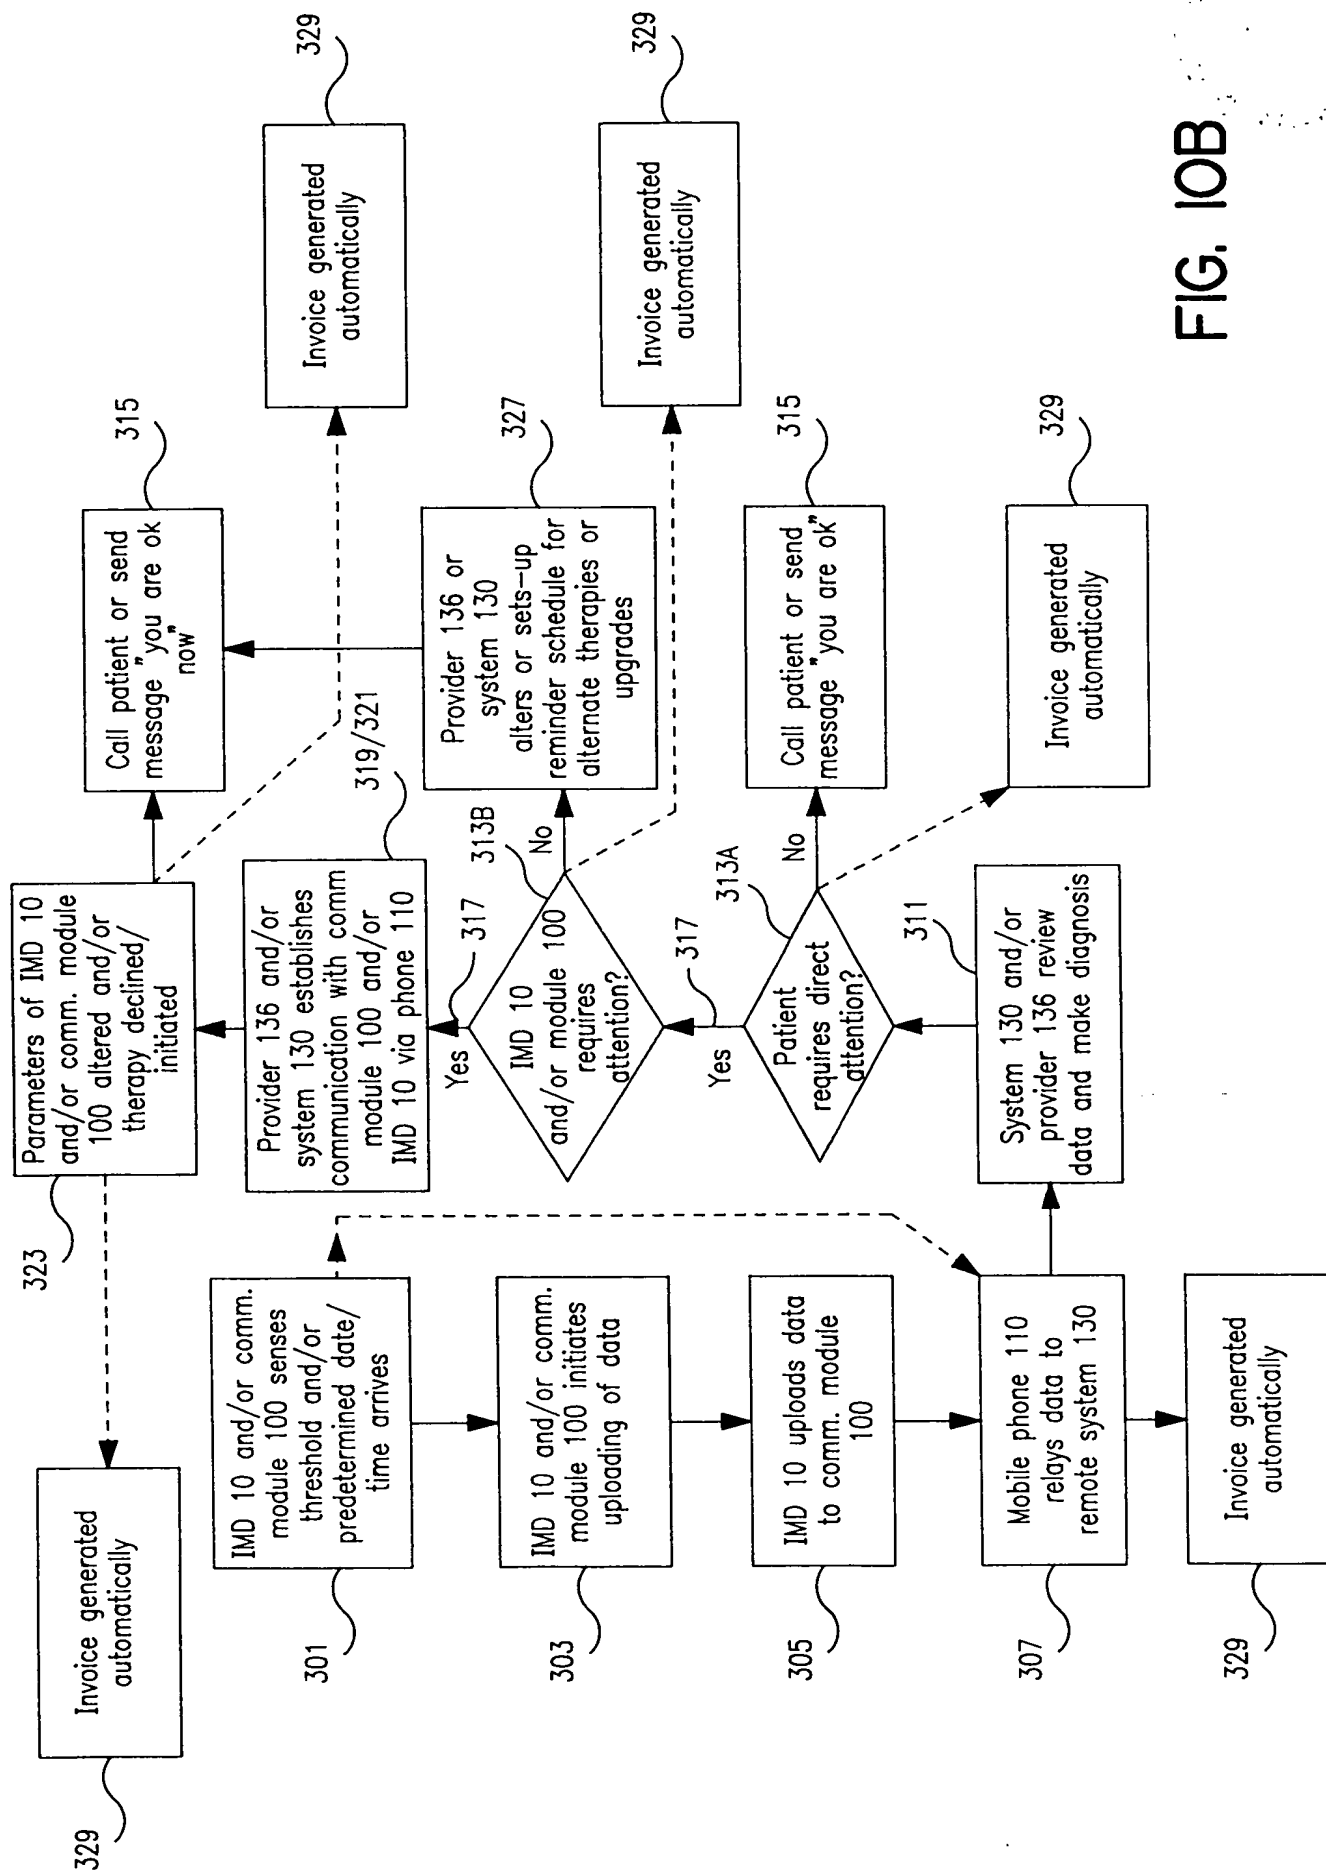 329
Invoice generated
automatically
323
Parameters of IMD 10
and/or comm. module
100 altered and/or
therapy declined/
initiated
315
Call patient or send
message "you are ok
now"
329
Invoice generated
automatically
301
IMD 10 and/or comm.
module 100 senses
threshold and/or
predetermined date/
time arrives
319/321
Provider 136 and/or
system 130 establishes
communication with comm
module 100 and/or
IMD 10 via phone 110
Yes
317
303
IMD 10 and/or comm.
module 100 initiates
uploading of data
313B
IMD 10
and/or module 100
requires
attention?
No
327
Provider 136 or
system 130
alters or sets-up
reminder schedule for
alternate therapies or
upgrades
329
Invoice generated
automatically
Yes
317
305
IMD 10 uploads data
to comm. module
100
313A
Patient
requires direct
attention?
No
315
Call patient or send
message "you are ok"
307
Mobile phone 110
relays data to
remote system 130
311
System 130 and/or
provider 136 review
data and make diagnosis
329
Invoice generated
automatically
329
Invoice generated
automatically
FIG. 10B